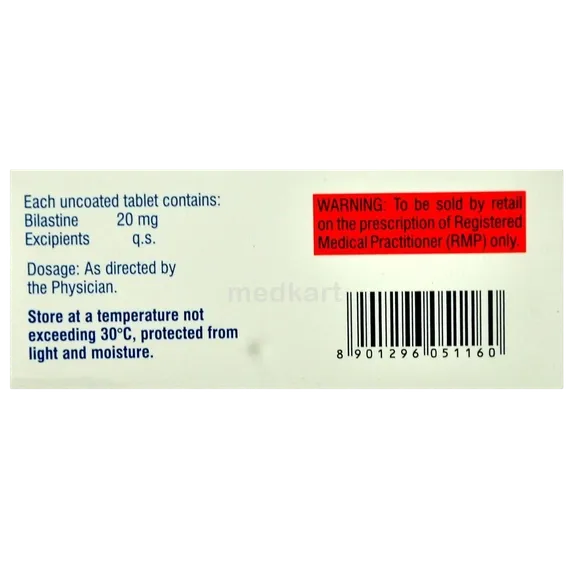 Each uncoated tablet contains:
Bilastine 20 mg
Excipients q.s.
Dosage: As directed by
the Physician.
Store at a temperature not
exceeding 30°C, protected from
light and moisture.
WARNING: To be sold by retail
on the prescription of Registered
Medical Practitioner (RMP) only.
medkart
8 901296 051160